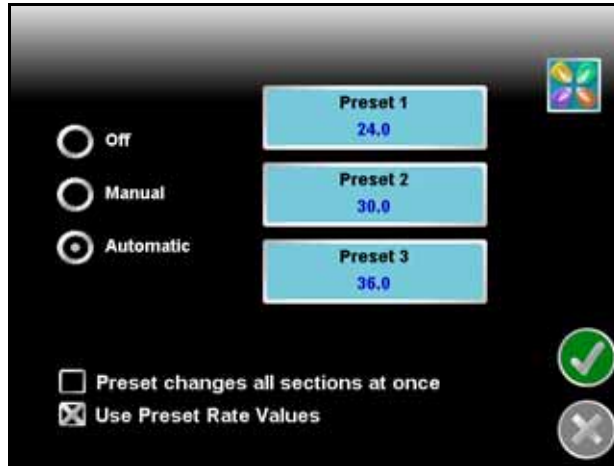 Preset 1
24.0
Off
Preset 2
Manual
30.0
Automatic
Preset 3
36.0
Preset changes all sections at once
Use Preset Rate Values